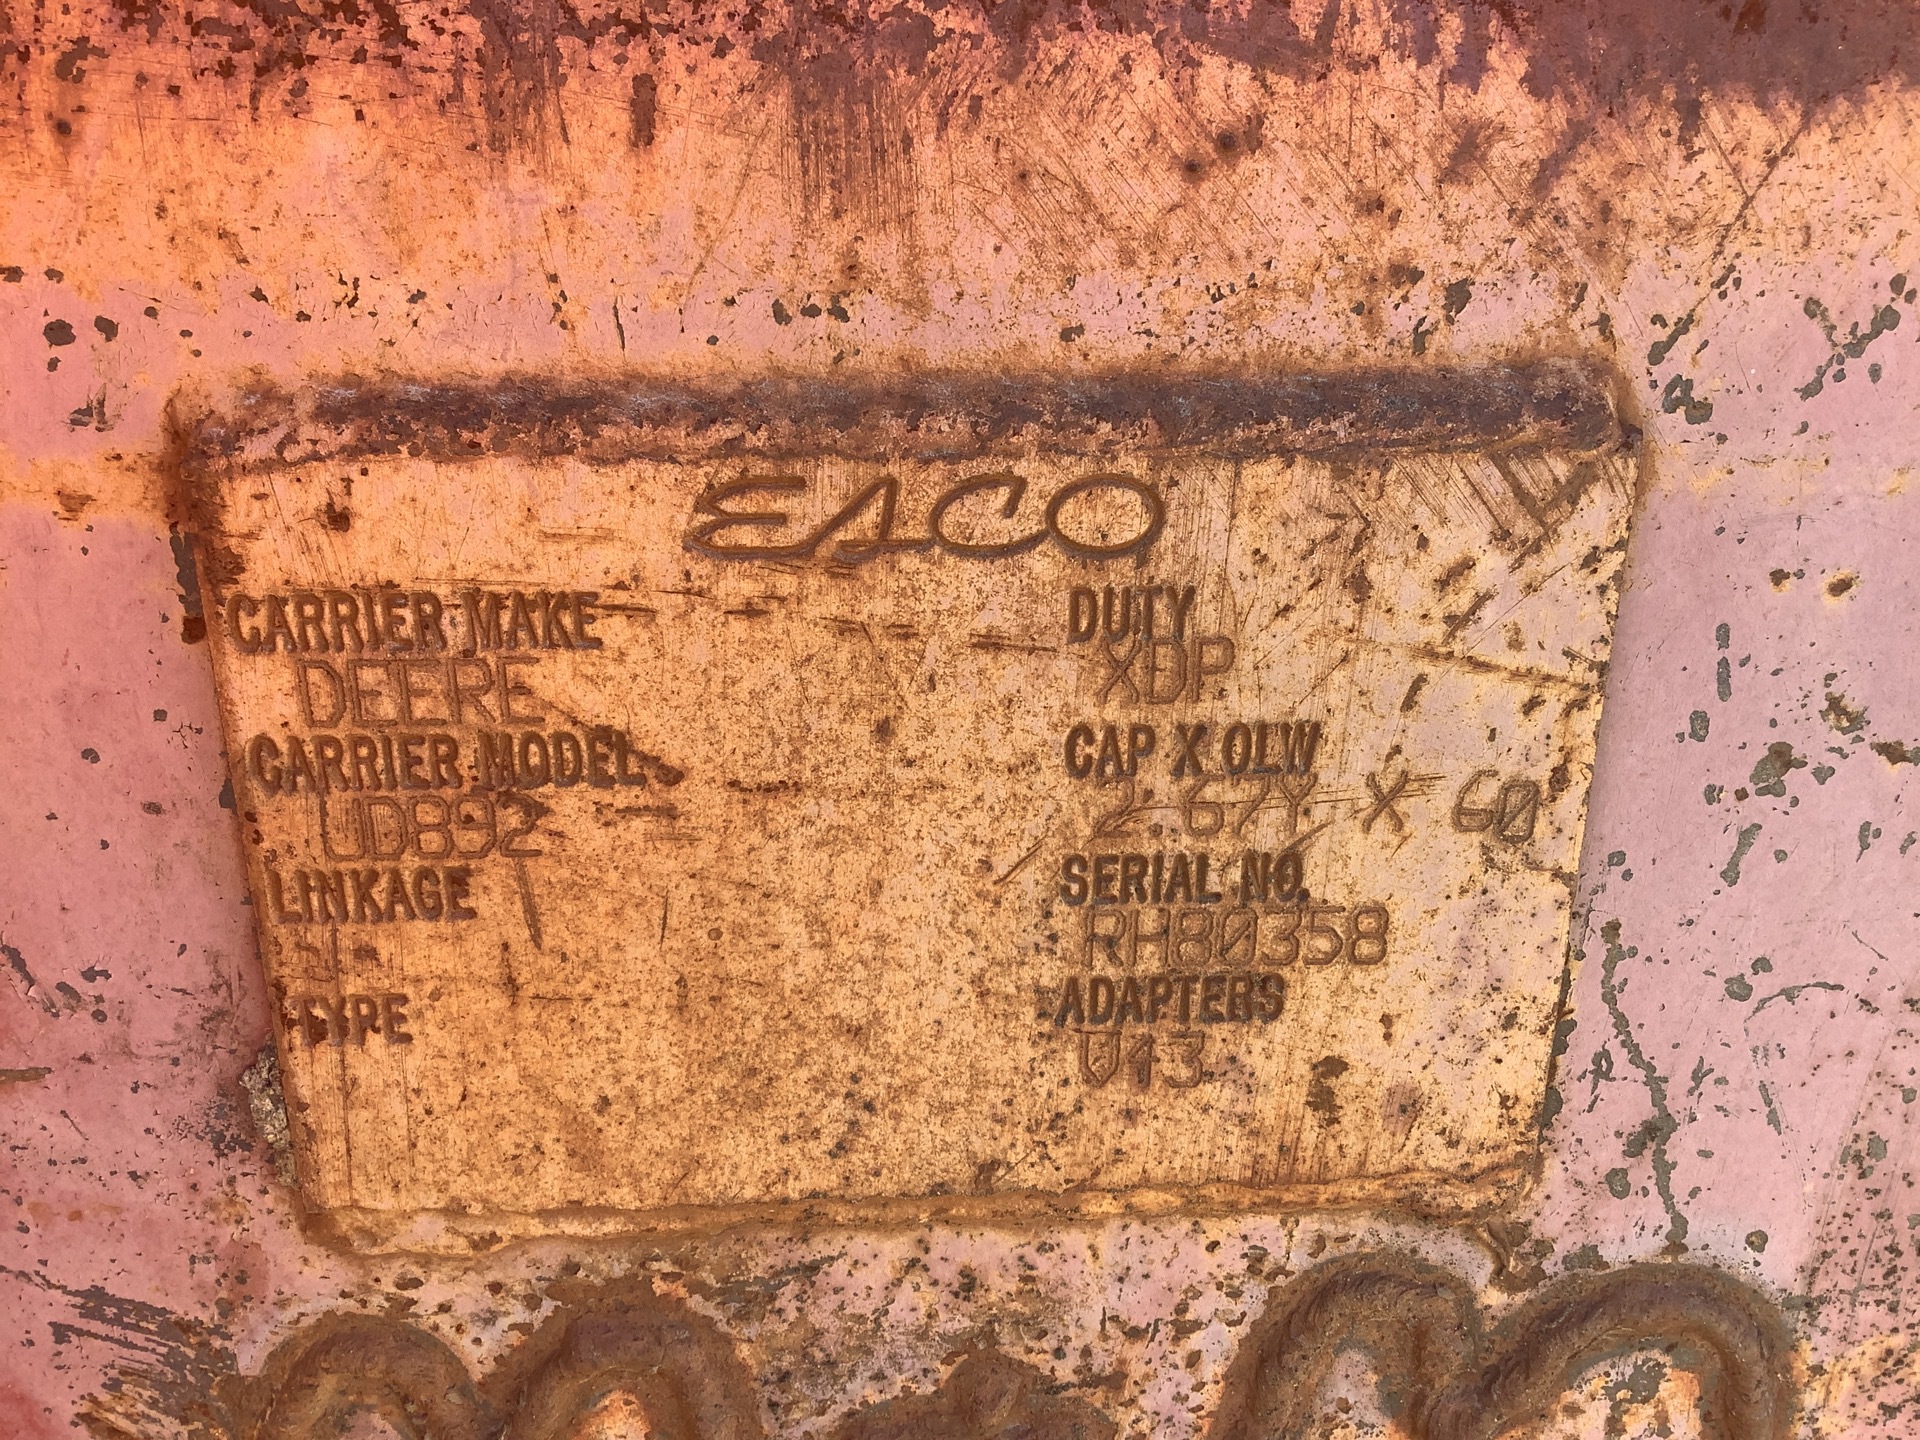 ESCO
CARRIER MAKE
DEERE
CARRIER MODEL
JD892
LINKAGE
TYPE
DUTY
XDP
CAP X OLW
2.67Y X 60
SERIAL NO.
RH80358
ADAPTERS
V43